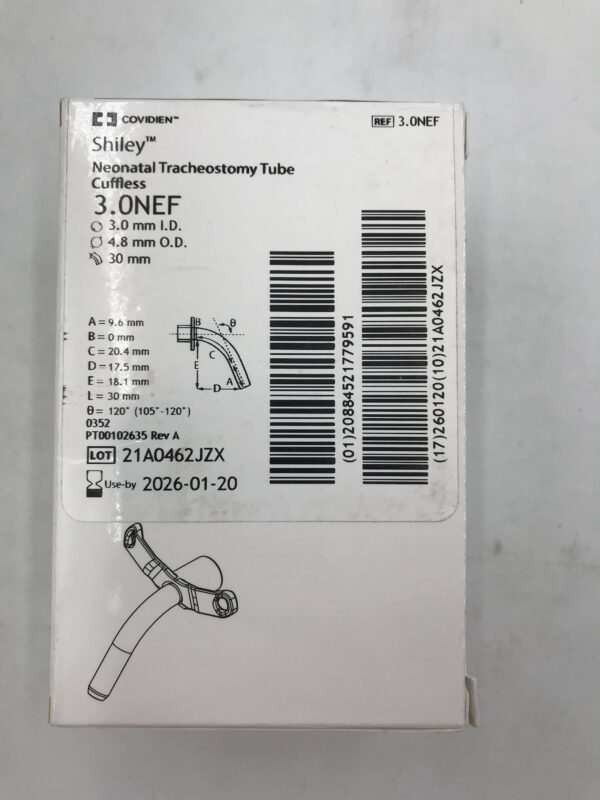 COVIDIEN™
REF 3.0NEF
Shiley™
Neonatal Tracheostomy Tube
Cuffless
3.0NEF
3.0 mm I.D.
4.8 mm O.D.
30 mm
A = 9.6 mm
B = 0 mm
C = 20.4 mm
D = 17.5 mm
E = 18.1 mm
L = 30 mm
θ = 120° (105°-120°)
B
θ
C
E
A
D
0352
PT00102635 Rev A
LOT 21A0462JZX
Use-by 2026-01-20
(01)20884521779591
(17)260120(10)21A0462JZX